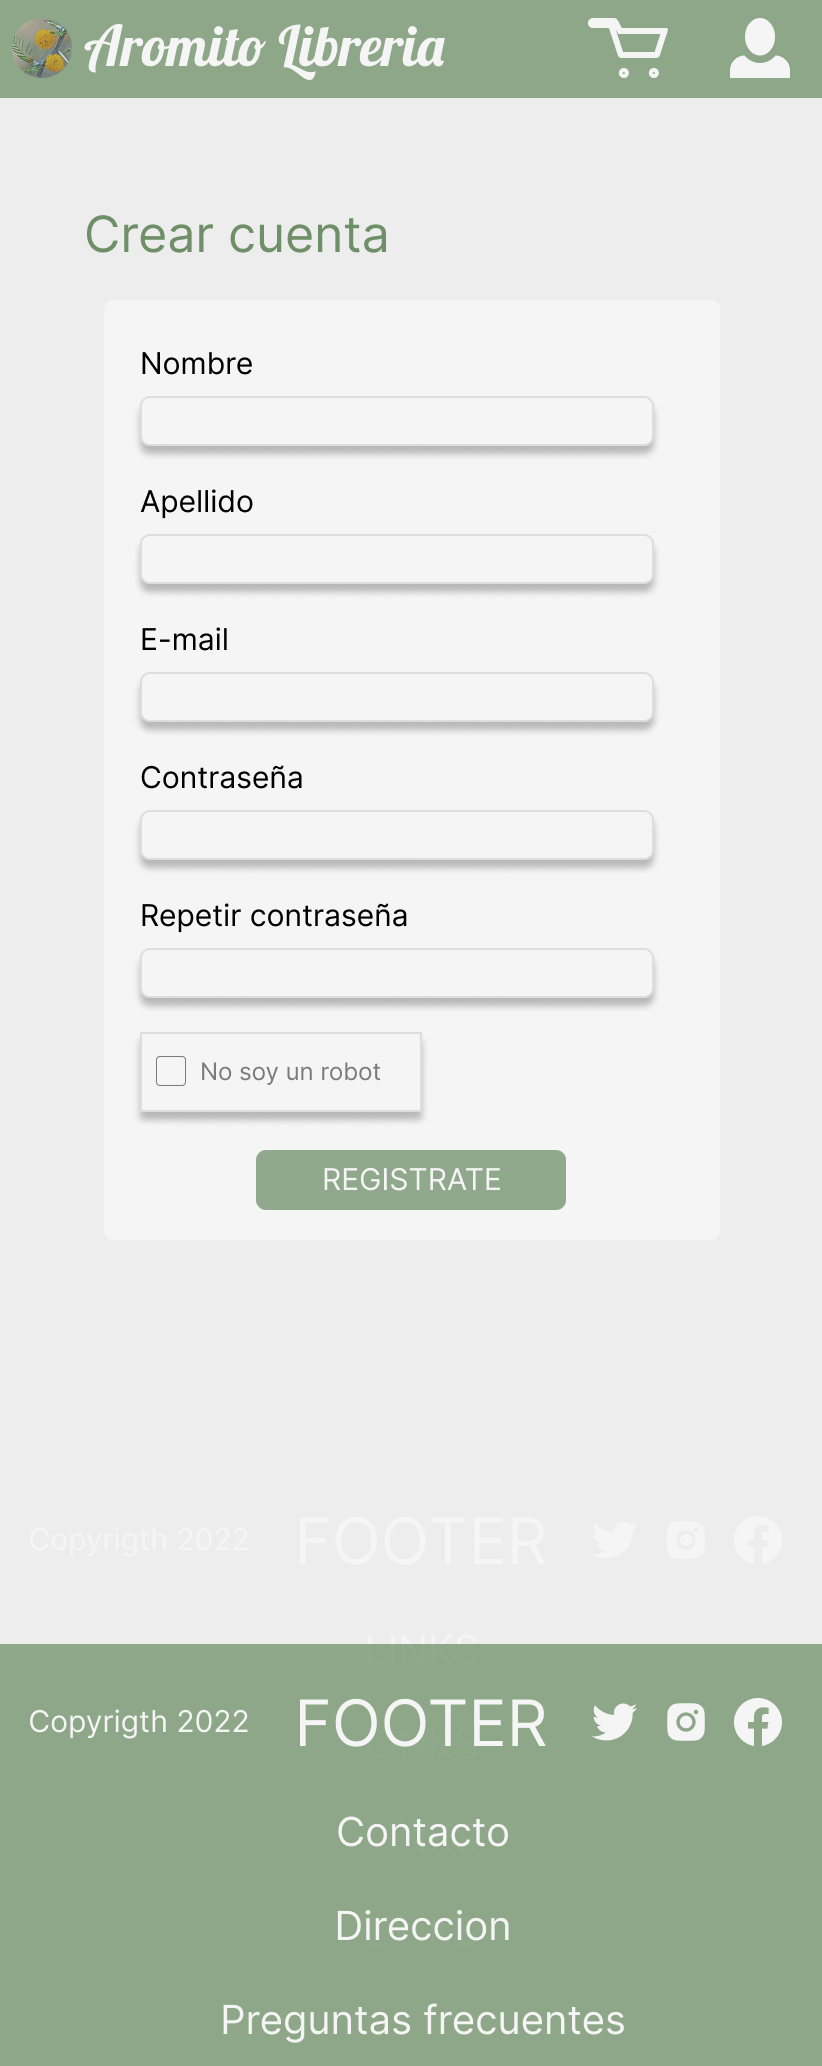 Aromito Libreria
Crear cuenta
Nombre
Apellido
E-mail
Contraseña
Repetir contraseña
No soy un robot
REGISTRATE
Copyrigth 2022 FOOTER
LINKS
Copyrigth 2022 FOOTER
Contacto
Direccion
Preguntas frecuentes